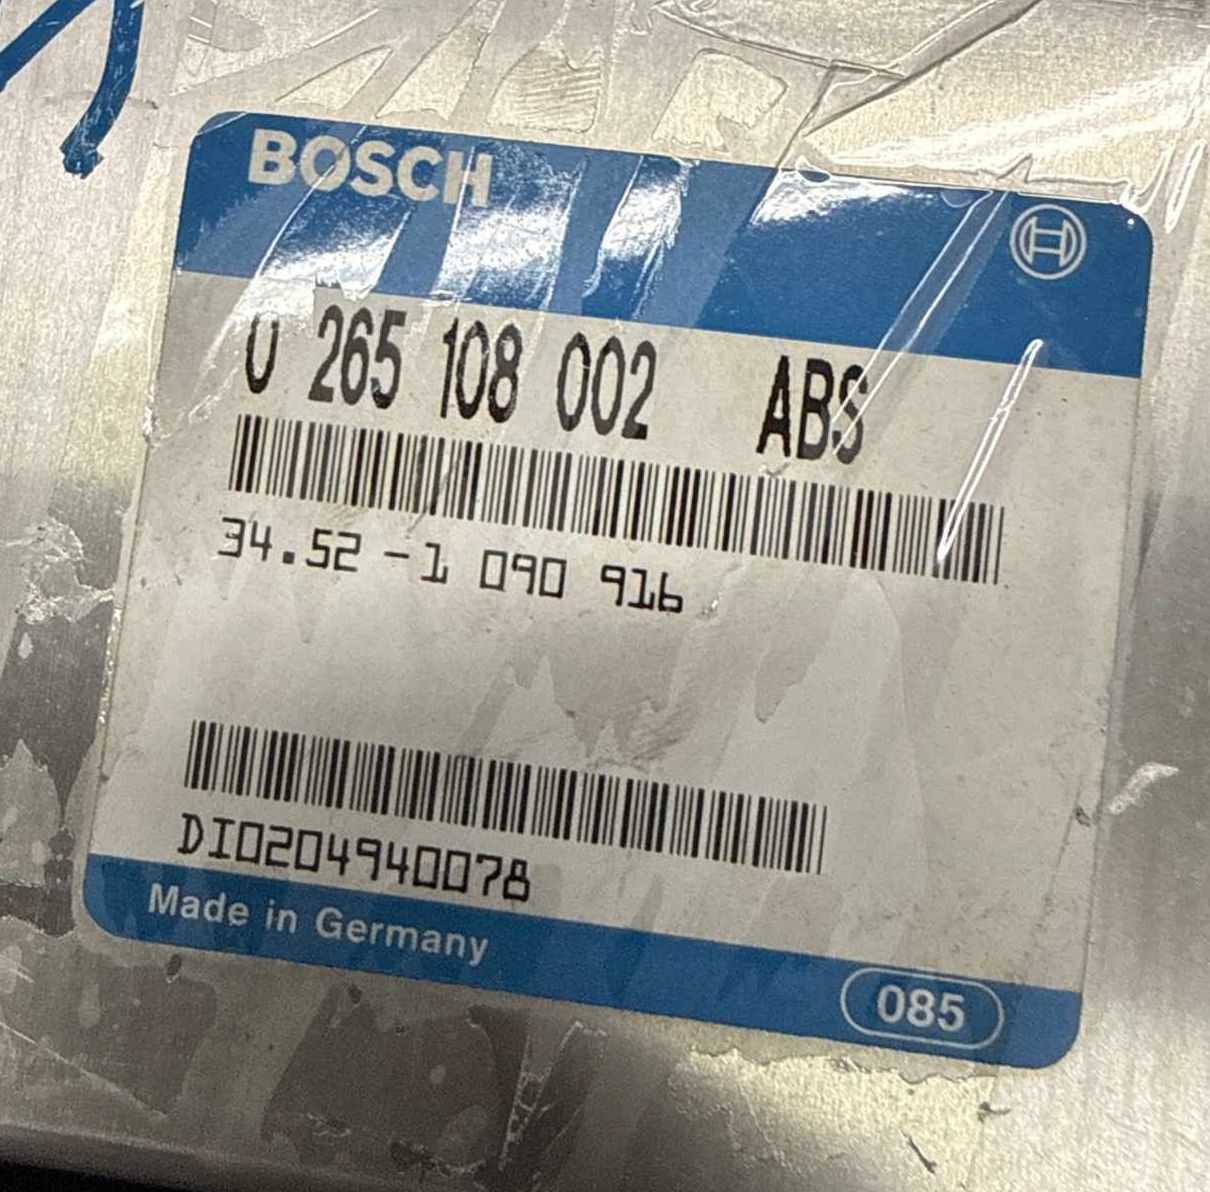 BOSCH
0 265 108 002 ABS
34.52 -1 090 916
DI0204940078
Made in Germany
085